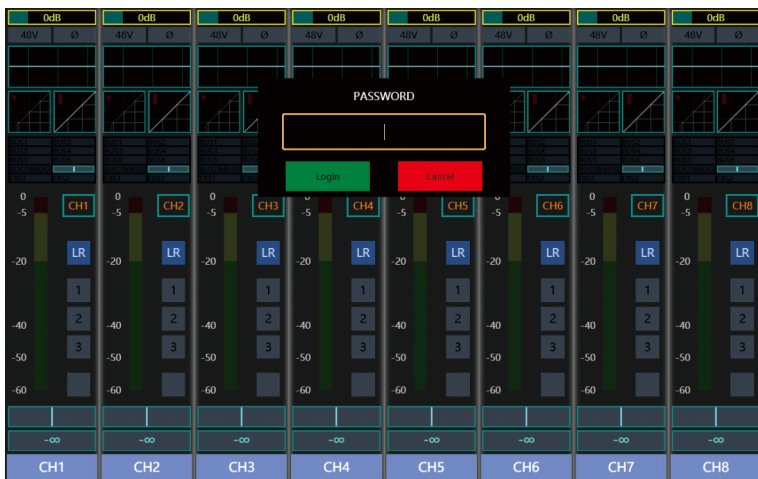 0dB 0dB 0dB 0dB 0dB 0dB 0dB 0dB
48V Ø 48V Ø 48V Ø 48V Ø 48V Ø 48V Ø 48V Ø 48V Ø
PASSWORD
Login Cancel
0 CH1 0 CH2 0 CH3 0 CH4 0 CH5 0 CH6 0 CH7 0 CH8
-5 -5 -5 -5 -5 -5 -5 -5
-20 LR -20 LR -20 LR -20 LR -20 LR -20 LR -20 LR -20 LR
1 1 1 1 1 1 1 1
-40 2 -40 2 -40 2 -40 2 -40 2 -40 2 -40 2 -40 2
-50 3 -50 3 -50 3 -50 3 -50 3 -50 3 -50 3 -50 3
-60 -60 -60 -60 -60 -60 -60 -60
-∞ -∞ -∞ -∞ -∞ -∞ -∞ -∞
CH1 CH2 CH3 CH4 CH5 CH6 CH7 CH8